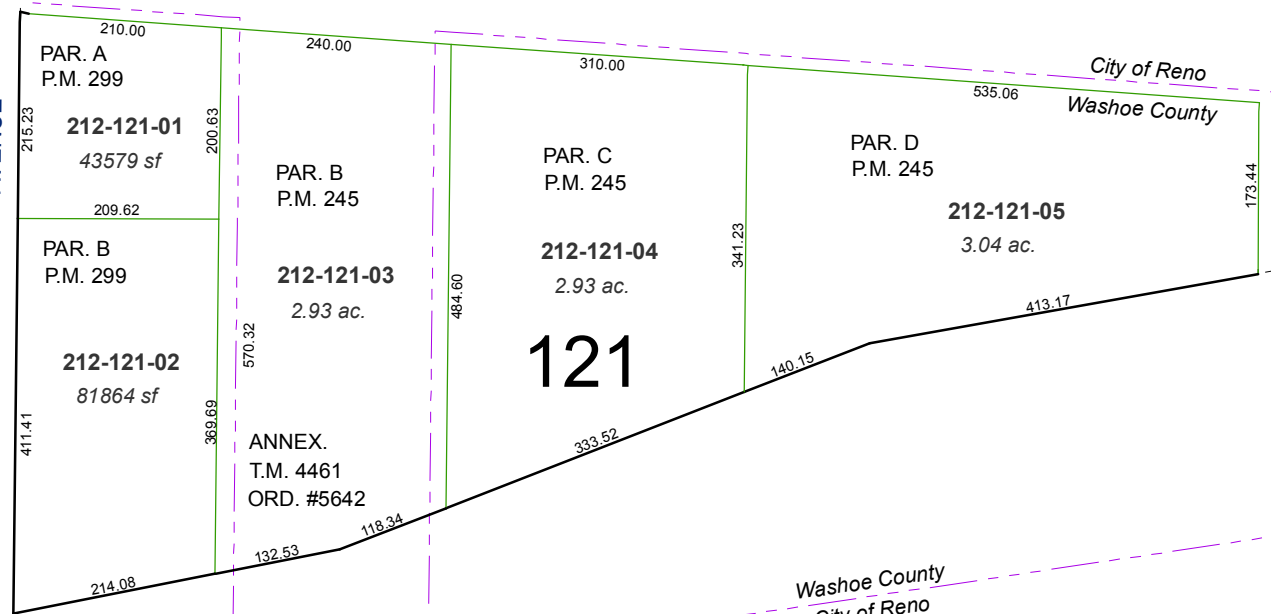 210.00
240.00
310.00
535.06
City of Reno
Washoe County
PAR. A
P.M. 299
212-121-01
43579 sf
215.23
200.63
209.62
PAR. B
P.M. 299
212-121-02
81864 sf
411.41
369.69
214.08
PAR. B
P.M. 245
212-121-03
2.93 ac.
570.32
ANNEX.
T.M. 4461
ORD. #5642
132.53
118.34
484.60
PAR. C
P.M. 245
212-121-04
2.93 ac.
121
333.52
341.23
PAR. D
P.M. 245
212-121-05
3.04 ac.
173.44
140.15
413.17
Washoe County
City of Reno